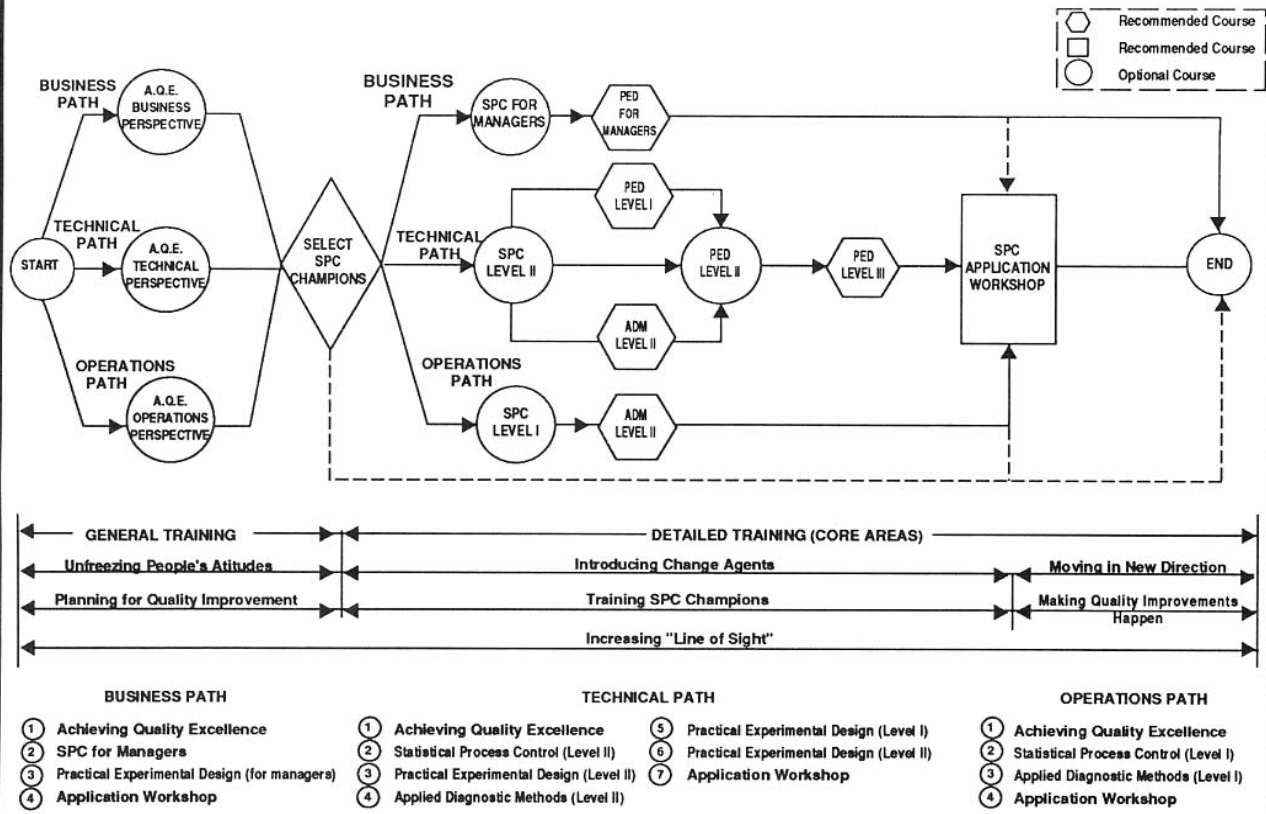 Recommended Course
Recommended Course
Optional Course
BUSINESS
PATH
A.Q.E.
BUSINESS
PERSPECTIVE
BUSINESS
PATH
SPC FOR
MANAGERS
PED
FOR
MANAGERS
PED
LEVEL I
START
TECHNICAL
PATH
A.Q.E.
TECHNICAL
PERSPECTIVE
SELECT
SPC
CHAMPIONS
TECHNICAL
PATH
SPC
LEVEL II
PED
LEVEL II
PED
LEVEL III
SPC
APPLICATION
WORKSHOP
END
ADM
LEVEL II
OPERATIONS
PATH
A.Q.E.
OPERATIONS
PERSPECTIVE
OPERATIONS
PATH
SPC
LEVEL I
ADM
LEVEL II
GENERAL TRAINING
DETAILED TRAINING (CORE AREAS)
Unfreezing People's Atitudes
Introducing Change Agents
Moving in New Direction
Planning for Quality Improvement
Training SPC Champions
Making Quality Improvements
Happen
Increasing "Line of Sight"
BUSINESS PATH
1 Achieving Quality Excellence
2 SPC for Managers
3 Practical Experimental Design (for managers)
4 Application Workshop
TECHNICAL PATH
1 Achieving Quality Excellence
2 Statistical Process Control (Level II)
3 Practical Experimental Design (Level II)
4 Applied Diagnostic Methods (Level II)
5 Practical Experimental Design (Level I)
6 Practical Experimental Design (Level II)
7 Application Workshop
OPERATIONS PATH
1 Achieving Quality Excellence
2 Statistical Process Control (Level I)
3 Applied Diagnostic Methods (Level I)
4 Application Workshop